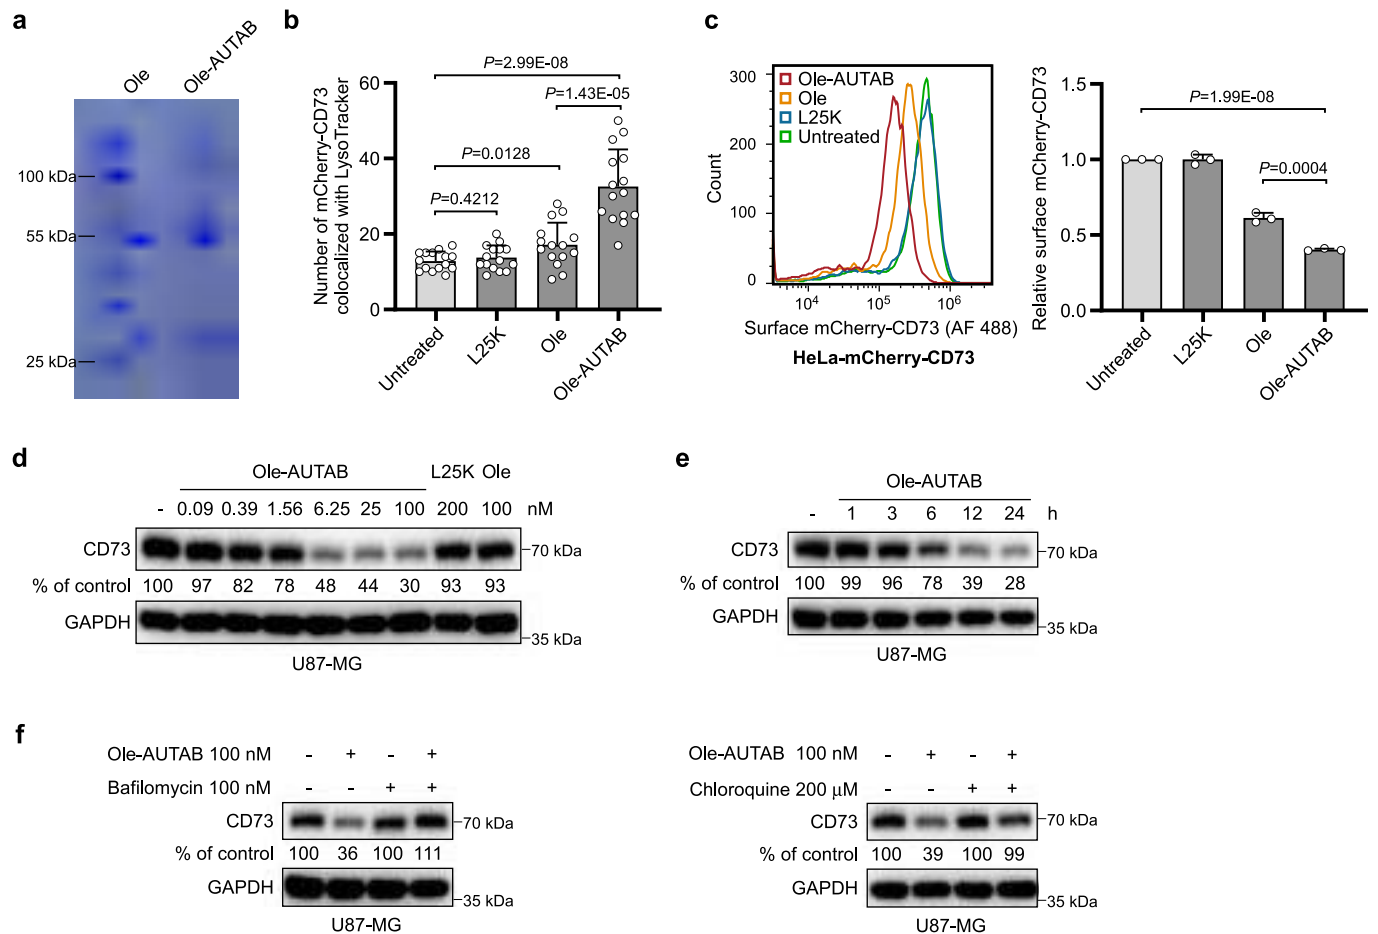 a
Ole
Ole-AUTAB
100 kDa
55 kDa
25 kDa
b
Number of mCherry-CD73
colocalized with LysoTracker
60
40
20
0
P=2.99E-08
P=1.43E-05
P=0.0128
P=0.4212
Untreated
L25K
Ole
Ole-AUTAB
c
Count
300
200
100
0
Ole-AUTAB
Ole
L25K
Untreated
10⁴ 10⁵ 10⁶
Surface mCherry-CD73 (AF 488)
HeLa-mCherry-CD73
Relative surface mCherry-CD73
1.5
1.0
0.5
0.0
P=1.99E-08
P=0.0004
Untreated
L25K
Ole
Ole-AUTAB
d
Ole-AUTAB L25K Ole
- 0.09 0.39 1.56 6.25 25 100 200 100 nM
CD73 70 kDa
% of control 100 97 82 78 48 44 30 93 93
GAPDH 35 kDa
U87-MG
e
Ole-AUTAB
- 1 3 6 12 24 h
CD73 70 kDa
% of control 100 99 96 78 39 28
GAPDH 35 kDa
U87-MG
f
Ole-AUTAB 100 nM - + - +
Bafilomycin 100 nM - - + +
CD73 70 kDa
% of control 100 36 100 111
GAPDH 35 kDa
U87-MG
Ole-AUTAB 100 nM - + - +
Chloroquine 200 μM - - + +
CD73 70 kDa
% of control 100 39 100 99
GAPDH 35 kDa
U87-MG